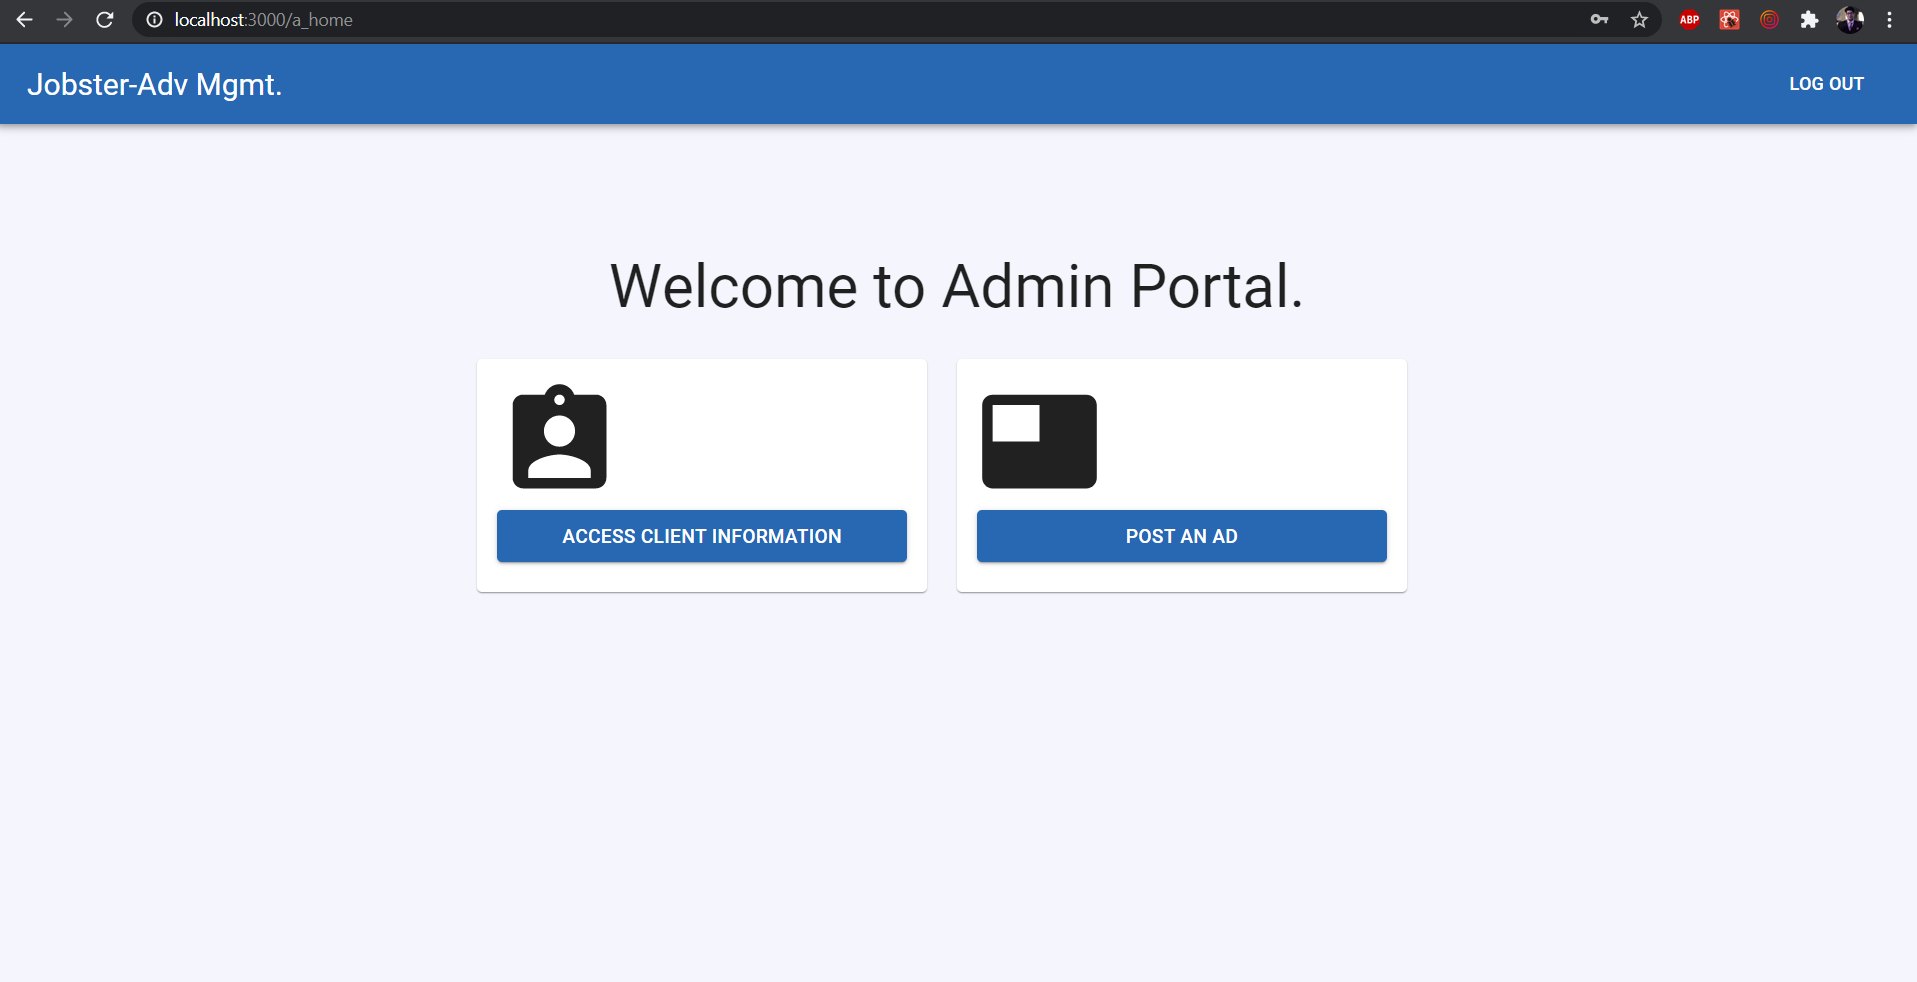 localhost:3000/a_home
ABP
Jobster-Adv Mgmt.
LOG OUT
Welcome to Admin Portal.
ACCESS CLIENT INFORMATION
POST AN AD